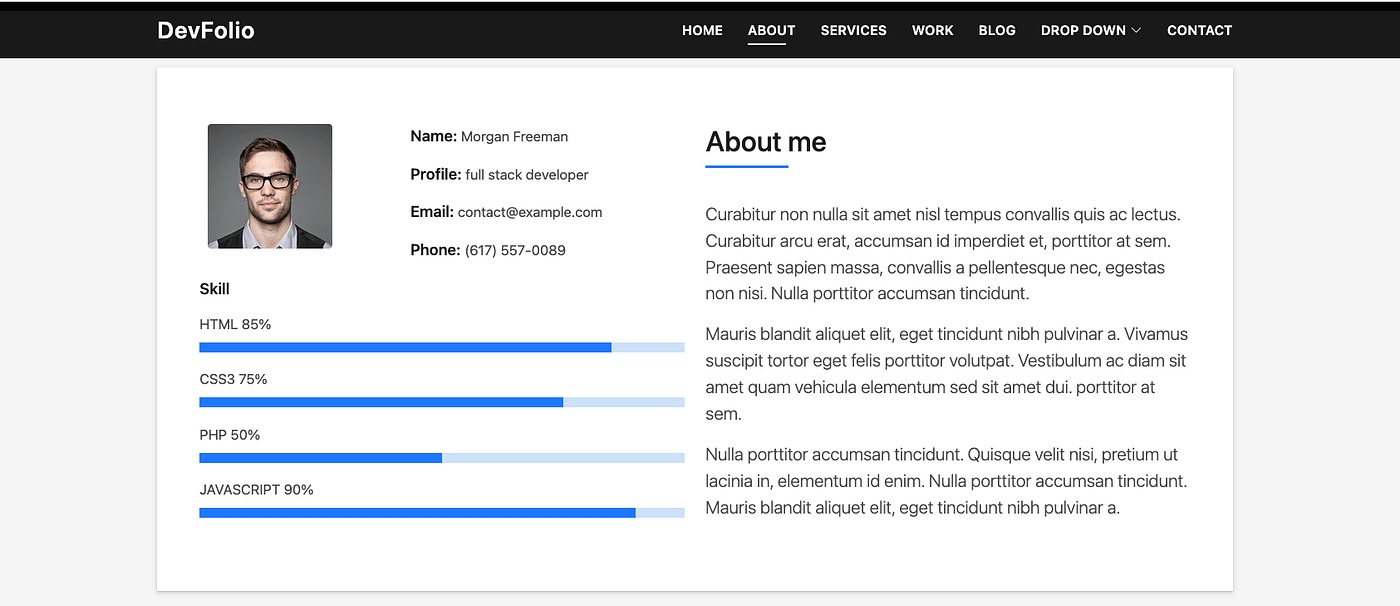 DevFolio
HOME ABOUT SERVICES WORK BLOG DROP DOWN CONTACT
Name: Morgan Freeman
Profile: full stack developer
Email: contact@example.com
Phone: (617) 557-0089
Skill
HTML 85%
CSS3 75%
PHP 50%
JAVASCRIPT 90%
About me
Curabitur non nulla sit amet nisl tempus convallis quis ac lectus.
Curabitur arcu erat, accumsan id imperdiet et, porttitor at sem.
Praesent sapien massa, convallis a pellentesque nec, egestas
non nisi. Nulla porttitor accumsan tincidunt.
Mauris blandit aliquet elit, eget tincidunt nibh pulvinar a. Vivamus
suscipit tortor eget felis porttitor volutpat. Vestibulum ac diam sit
amet quam vehicula elementum sed sit amet dui. porttitor at
sem.
Nulla porttitor accumsan tincidunt. Quisque velit nisi, pretium ut
lacinia in, elementum id enim. Nulla porttitor accumsan tincidunt.
Mauris blandit aliquet elit, eget tincidunt nibh pulvinar a.